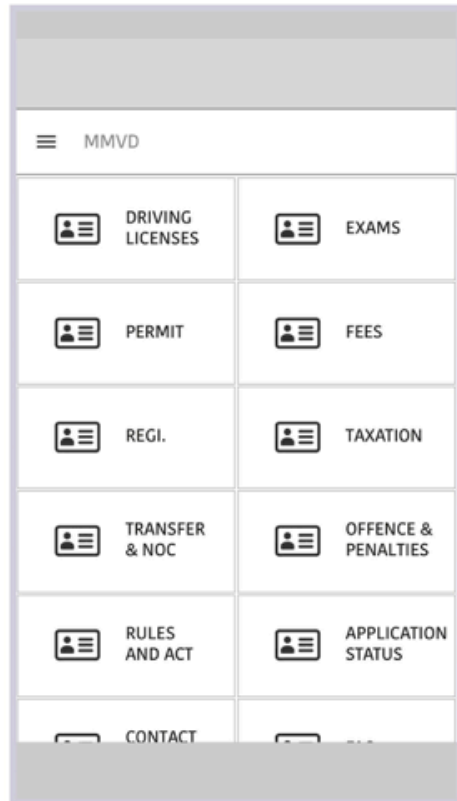 MMVD
DRIVING
LICENSES
EXAMS
PERMIT
FEES
REGI.
TAXATION
TRANSFER
& NOC
OFFENCE &
PENALTIES
RULES
AND ACT
APPLICATION
STATUS
CONTACT